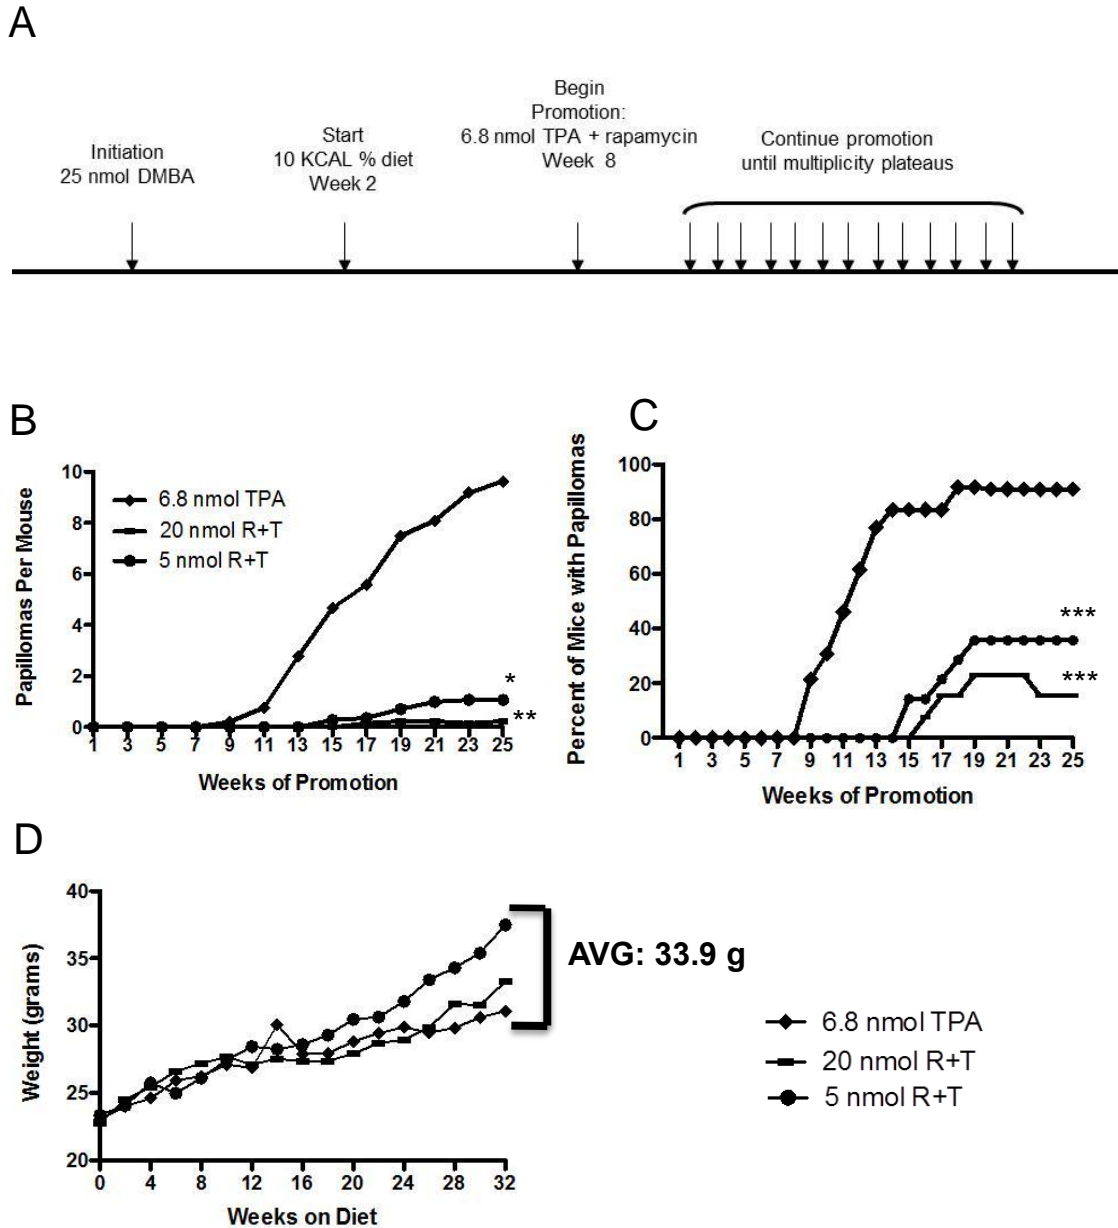 A
Initiation
25 nmol DMBA
Start
10 KCAL % diet
Week 2
Begin
Promotion:
6.8 nmol TPA + rapamycin
Week 8
Continue promotion
until multiplicity plateaus
B
Papillomas Per Mouse
10
8
6
4
2
0
6.8 nmol TPA
20 nmol R+T
5 nmol R+T
*
**
1 3 5 7 9 11 13 15 17 19 21 23 25
Weeks of Promotion
C
Percent of Mice with Papillomas
100
80
60
40
20
0
***
***
1 3 5 7 9 11 13 15 17 19 21 23 25
Weeks of Promotion
D
Weight (grams)
40
35
30
25
20
0 4 8 12 16 20 24 28 32
Weeks on Diet
AVG: 33.9 g
6.8 nmol TPA
20 nmol R+T
5 nmol R+T